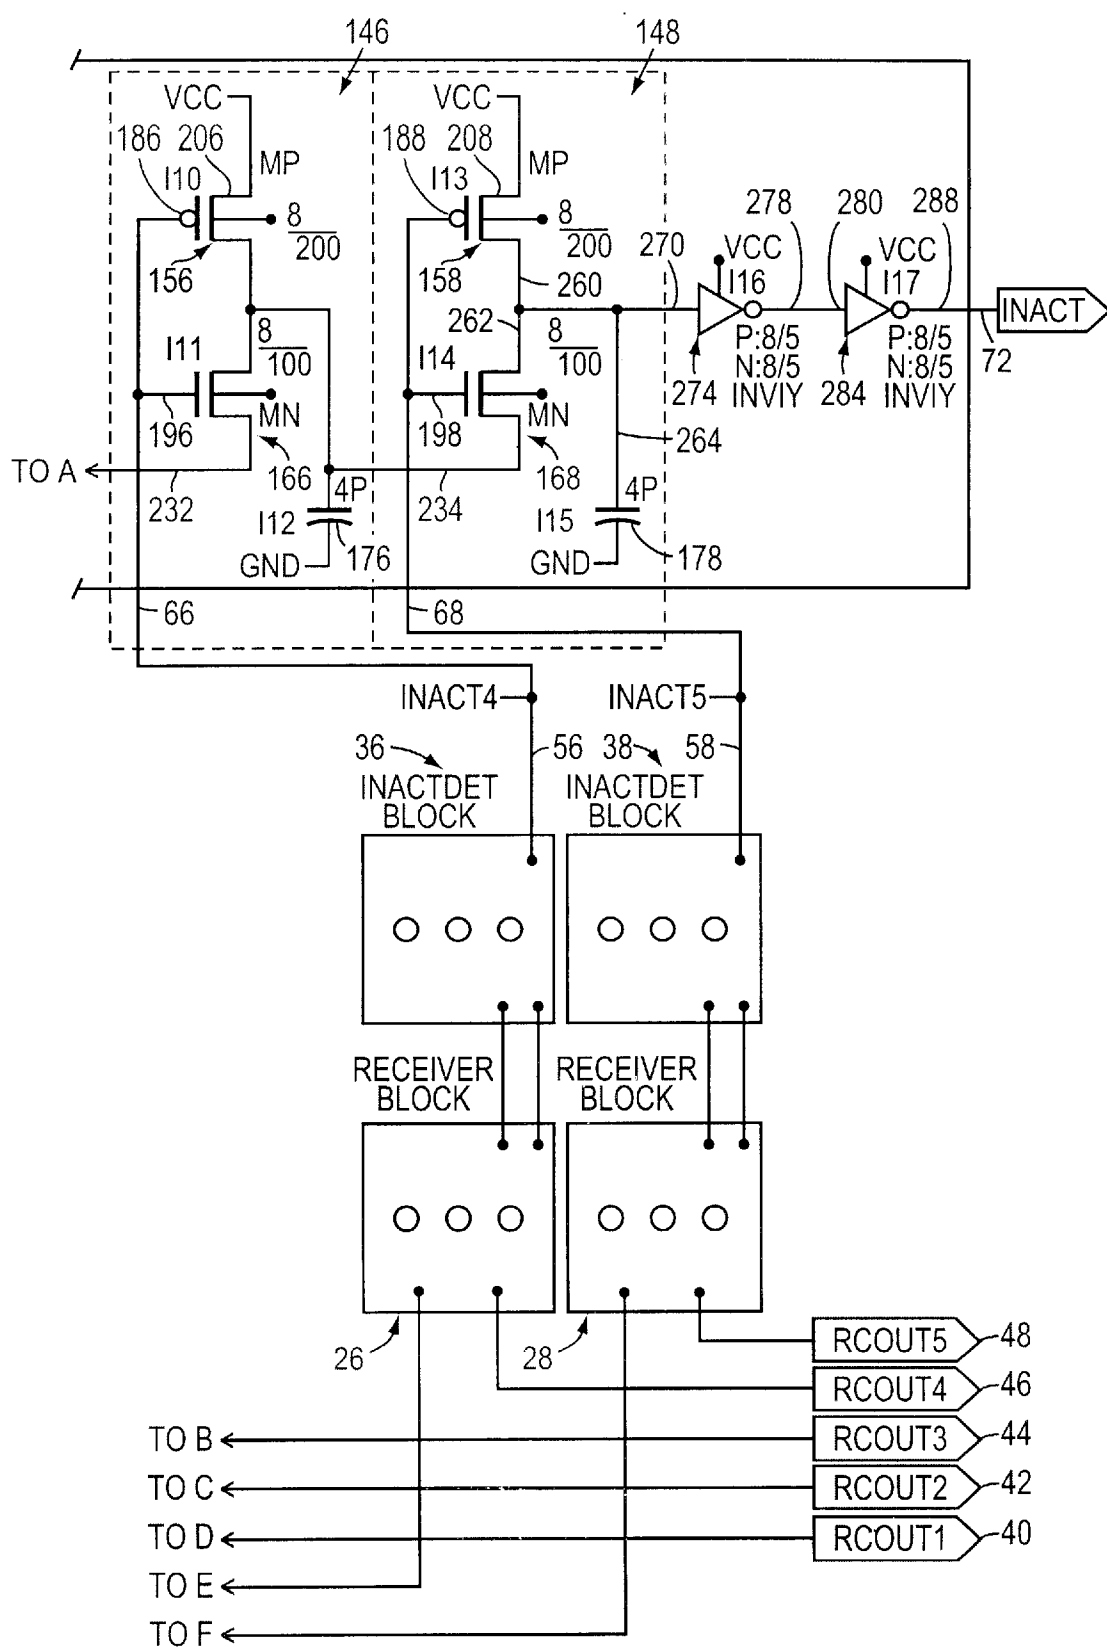 146
148
VCC
VCC
186
206
188
208
I10
MP
I13
MP
8
200
8
200
278
280
288
270
VCC
VCC
I16
I17
156
158
260
INACT
262
I11
8
100
I14
8
100
P:8/5
N:8/5
INVIY
P:8/5
N:8/5
INVIY
274
284
72
196
MN
198
MN
264
TO A
166
168
232
234
4P
4P
I12
176
I15
178
GND
GND
66
68
INACT4
INACT5
36
56
38
58
INACTDET
BLOCK
INACTDET
BLOCK
RECEIVER
BLOCK
RECEIVER
BLOCK
26
28
RCOUT5
48
RCOUT4
46
TO B
RCOUT3
44
TO C
RCOUT2
42
TO D
RCOUT1
40
TO E
TO F